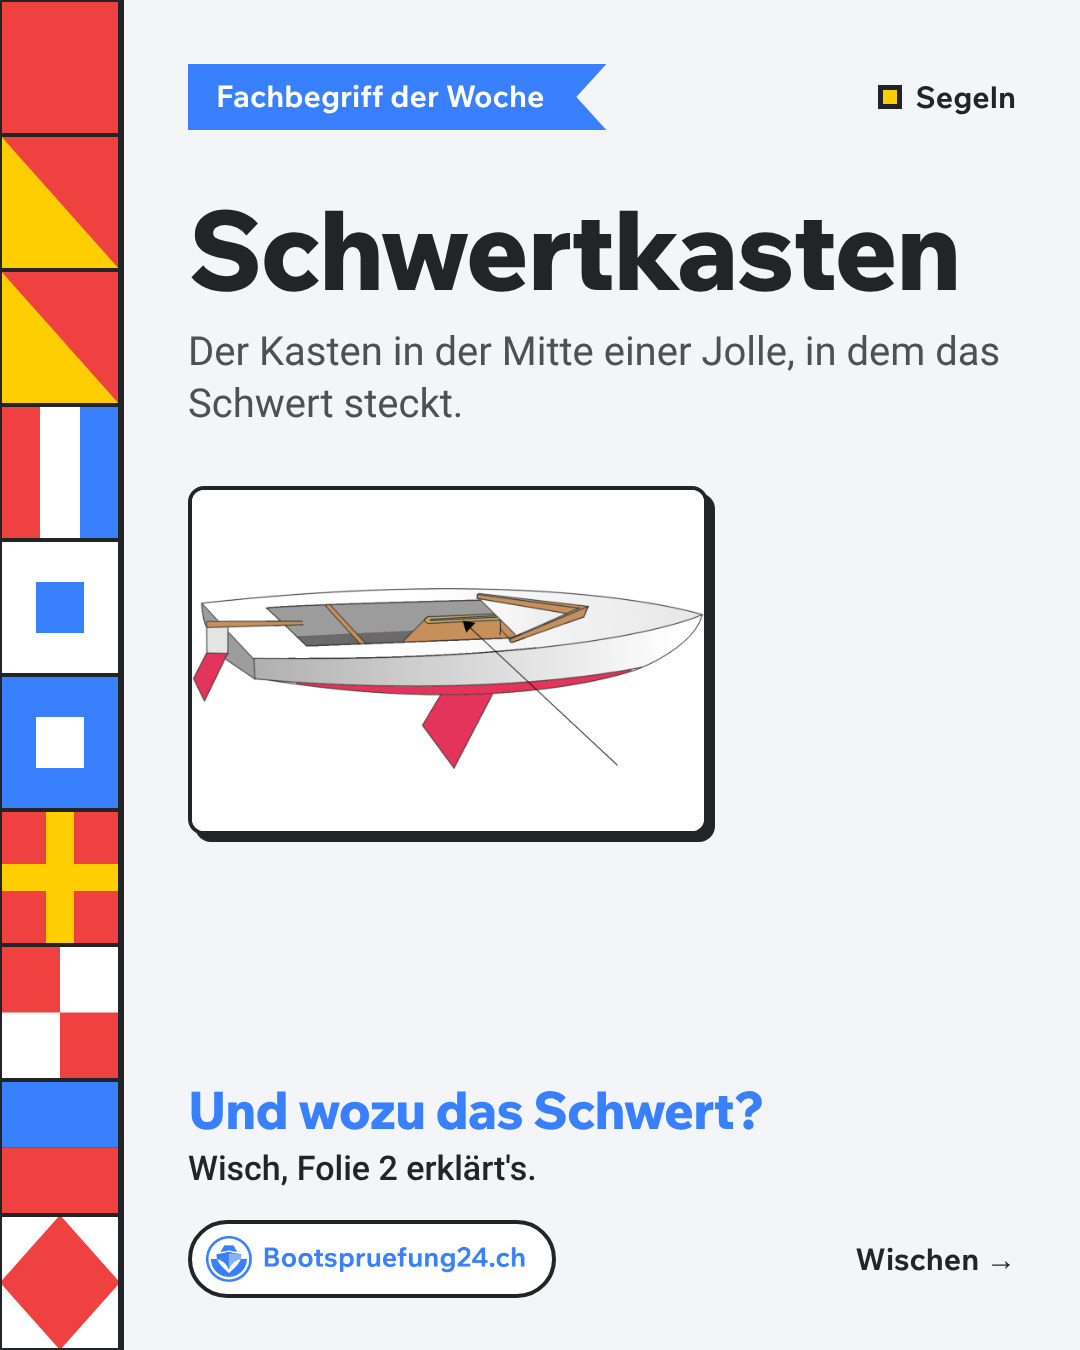 Fachbegriff der Woche
Segeln
Schwertkasten
Der Kasten in der Mitte einer Jolle, in dem das
Schwert steckt.
Und wozu das Schwert?
Wisch, Folie 2 erklärt's.
Bootspruefung24.ch
Wischen →